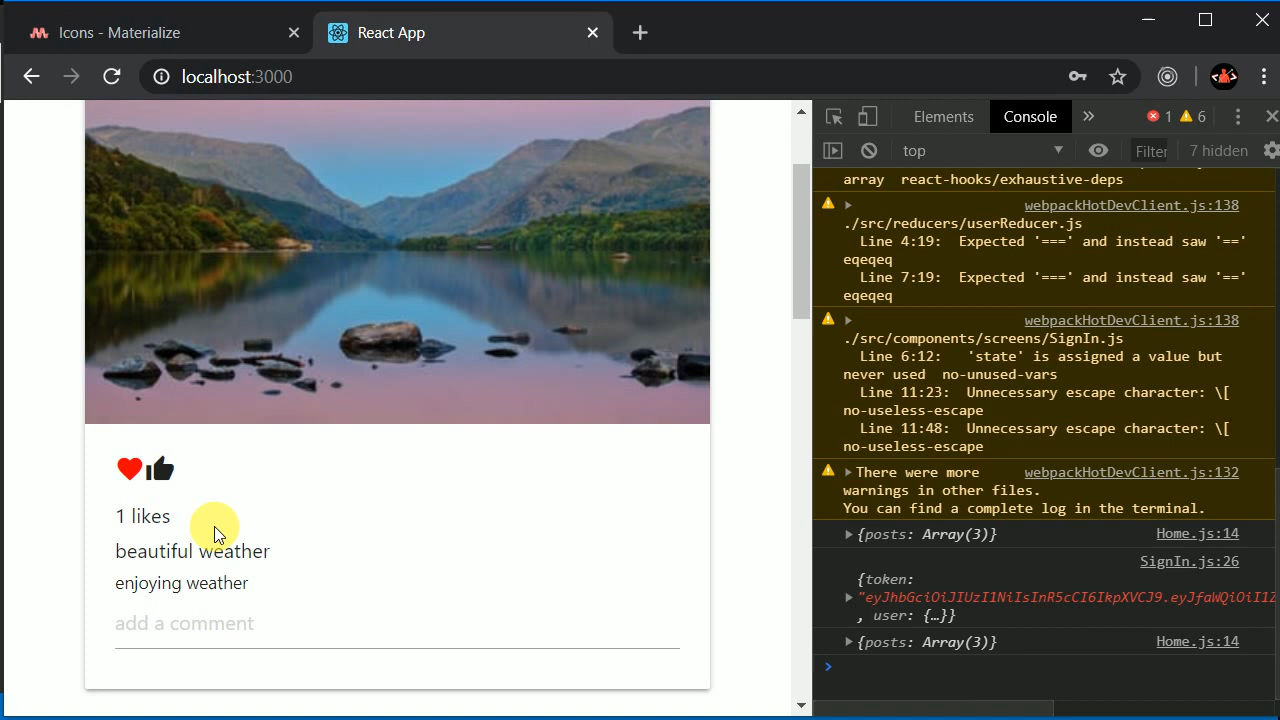 Icons - Materialize
React App
localhost:3000
Elements
Console
»
1
6
top
Filter
7 hidden
array react-hooks/exhaustive-deps
webpackHotDevClient.js:138
./src/reducers/userReducer.js
Line 4:19: Expected '===' and instead saw '=='
eqeqeq
Line 7:19: Expected '===' and instead saw '=='
eqeqeq
webpackHotDevClient.js:138
./src/components/screens/SignIn.js
Line 6:12: 'state' is assigned a value but
never used no-unused-vars
Line 11:23: Unnecessary escape character: \[
no-useless-escape
Line 11:48: Unnecessary escape character: \[
no-useless-escape
There were more webpackHotDevClient.js:132
warnings in other files.
You can find a complete log in the terminal.
{posts: Array(3)} Home.js:14
SignIn.js:26
{token:
"eyJhbGciOiJIUzI1NiIsInR5cCI6IkpXVCJ9.eyJfaWQiOiI1Z
, user: {…}}
{posts: Array(3)} Home.js:14
1 likes
beautiful weather
enjoying weather
add a comment